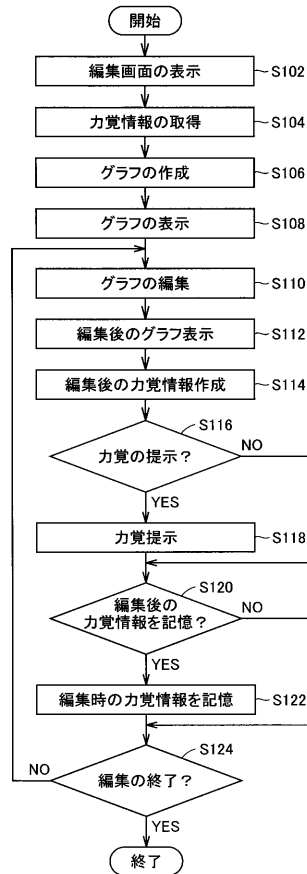 開始
編集画面の表示
S102
力覚情報の取得
S104
グラフの作成
S106
グラフの表示
S108
グラフの編集
S110
編集後のグラフ表示
S112
編集後の力覚情報作成
S114
S116
力覚の提示？
NO
YES
力覚提示
S118
S120
編集後の
力覚情報を記憶？
NO
YES
編集時の力覚情報を記憶
S122
S124
NO
編集の終了？
YES
終了